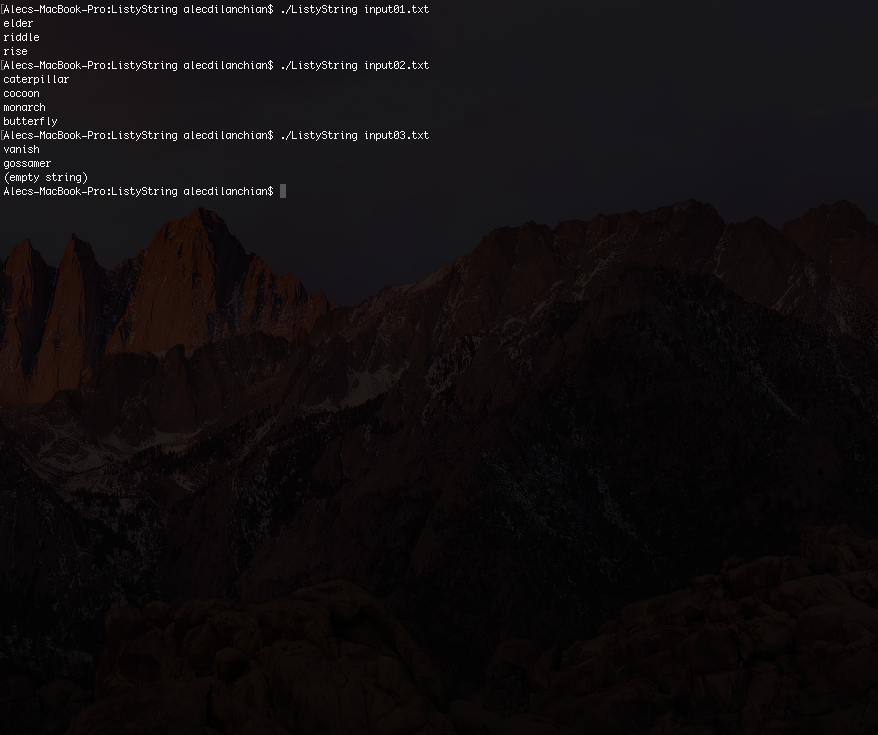 [Alecs-MacBook-Pro:ListyString alecdilanchian$ ./ListyString input01.txt
elder
riddle
rise
[Alecs-MacBook-Pro:ListyString alecdilanchian$ ./ListyString input02.txt
caterpillar
cocoon
monarch
butterfly
[Alecs-MacBook-Pro:ListyString alecdilanchian$ ./ListyString input03.txt
vanish
gossamer
(empty string)
Alecs-MacBook-Pro:ListyString alecdilanchian$